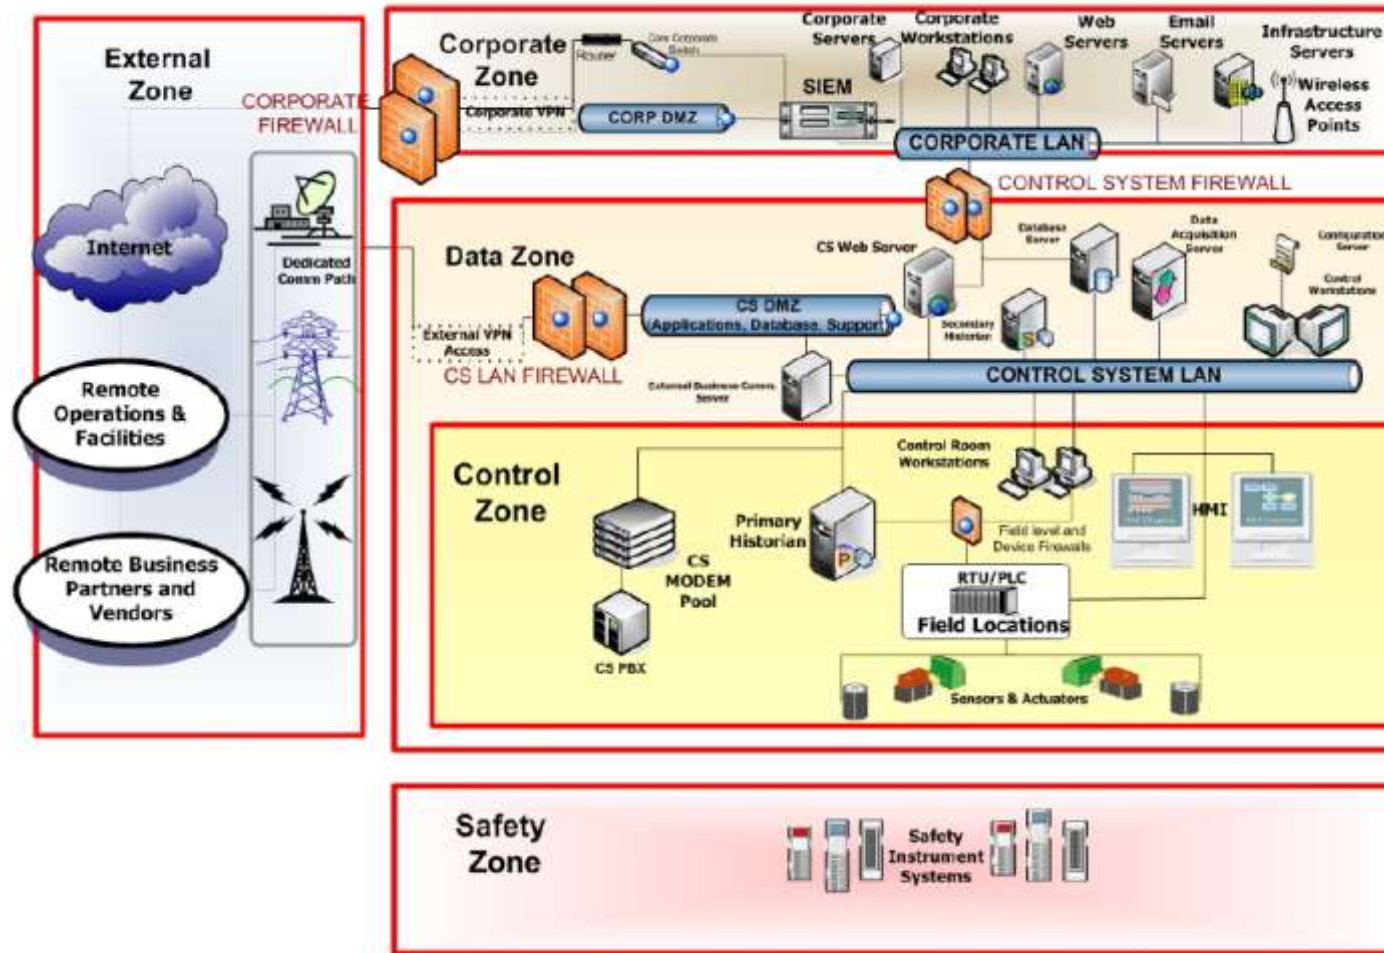 External
Zone
CORPORATE
FIREWALL
Internet
Dedicated
Comm Path
Remote
Operations &
Facilities
Remote Business
Partners and
Vendors
Corporate
Zone
Router
Core Corporate
Switch
Corporate VPN
CORP DMZ
SIEM
Corporate
Servers
Corporate
Workstations
Web
Servers
Email
Servers
Infrastructure
Servers
Wireless
Access
Points
CORPORATE LAN
CONTROL SYSTEM FIREWALL
Data Zone
External VPN
Access
CS LAN FIREWALL
CS DMZ
Applications, Database, Support
CS Web Server
Database
Server
Data
Acquisition
Server
Configuration
Server
Control
Workstations
Secondary
Historian
S
External Business Comm.
Server
CONTROL SYSTEM LAN
Control
Zone
CS
MODEM
Pool
CS PBX
Primary
Historian
P
Control Room
Workstations
Field level and
Device Firewalls
HMI
RTU/PLC
Field Locations
Sensors & Actuators
Safety
Zone
Safety
Instrument
Systems